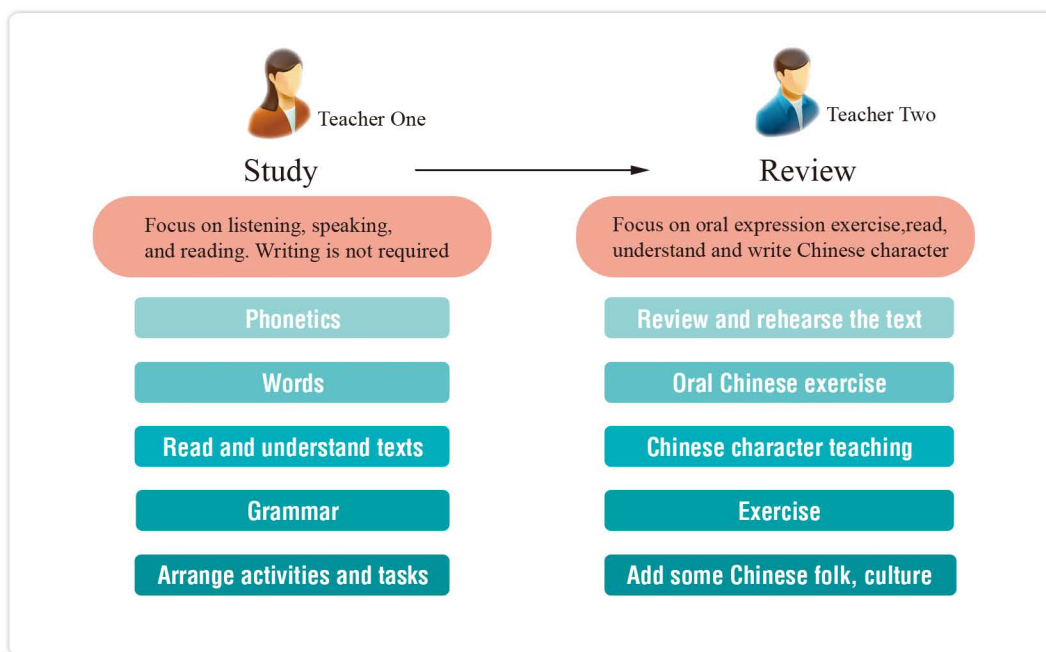 Teacher One
Study
Focus on listening, speaking,
and reading. Writing is not required
Phonetics
Words
Read and understand texts
Grammar
Arrange activities and tasks
Teacher Two
Review
Focus on oral expression exercise,read,
understand and write Chinese character
Review and rehearse the text
Oral Chinese exercise
Chinese character teaching
Exercise
Add some Chinese folk, culture